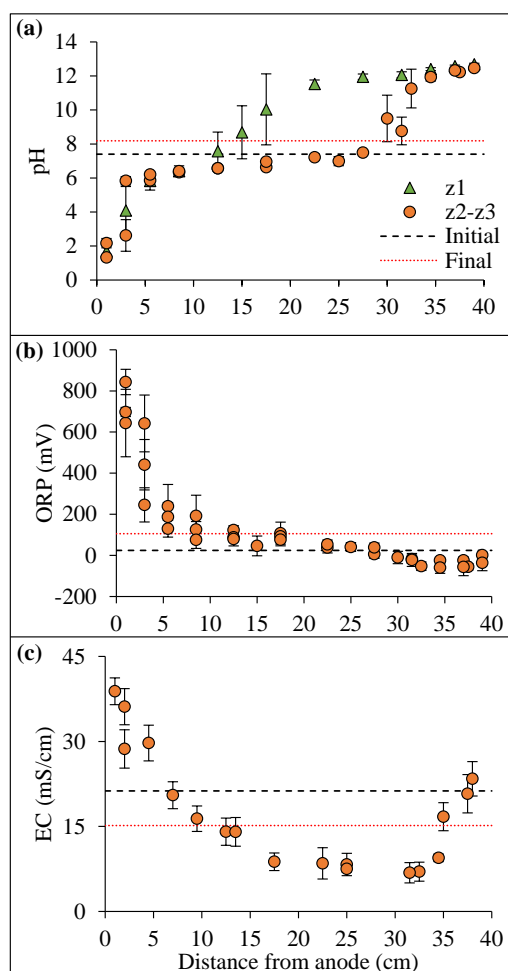 (a)
14
12
10
8
6
4
2
0
pH
z1
z2-z3
Initial
Final
0 5 10 15 20 25 30 35 40
(b)
1000
800
600
400
200
0
-200
ORP (mV)
0 5 10 15 20 25 30 35 40
(c)
45
30
15
0
EC (mS/cm)
0 5 10 15 20 25 30 35 40
Distance from anode (cm)